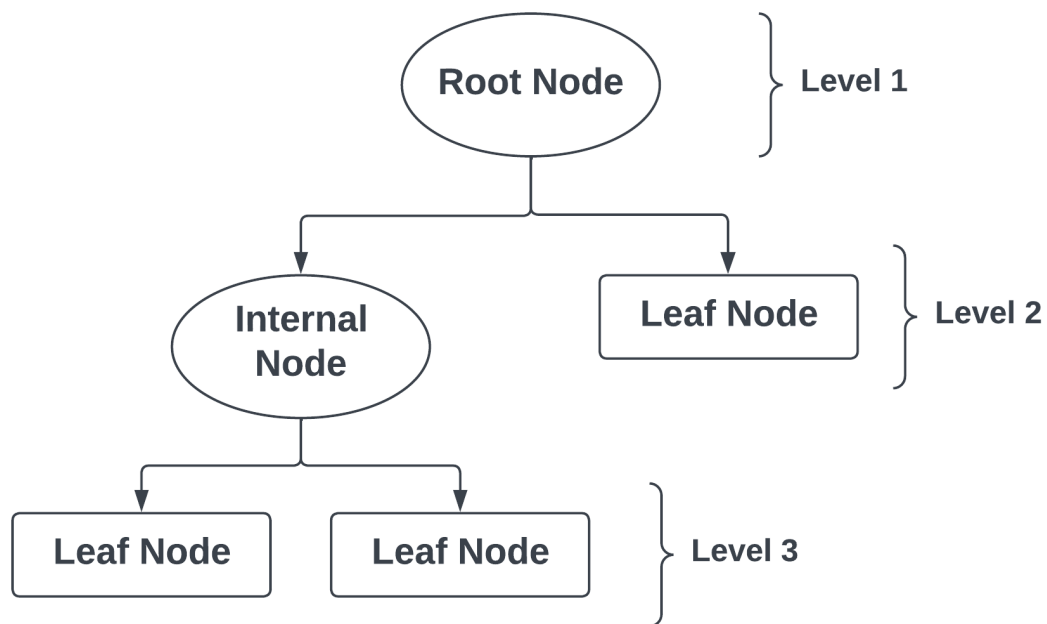 Root Node
Level 1
Internal
Node
Leaf Node
Level 2
Leaf Node
Leaf Node
Level 3